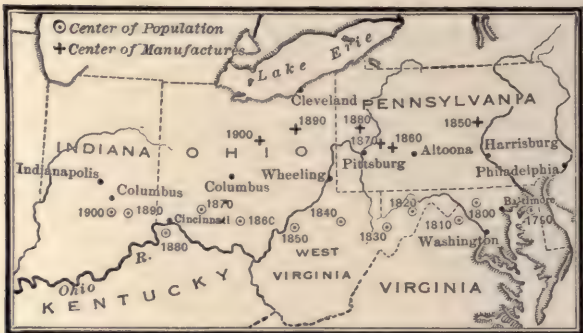 Center of Population
Center of Manufactures
Lake Erie
Cleveland
PENNSYLVANIA
1890
1880
1850
1900
1870
1860
INDIANA
OHIO
Harrisburg
Altoona
Pittsburg
Indianapolis
Wheeling
Philadelphia
Columbus
Columbus
Baltimore
1900
1890
1870
1820
1800
1790
Cincinnati
1860
1840
1810
1880
1850
1830
Washington
WEST
VIRGINIA
R.
Ohio
VIRGINIA
KENTUCKY